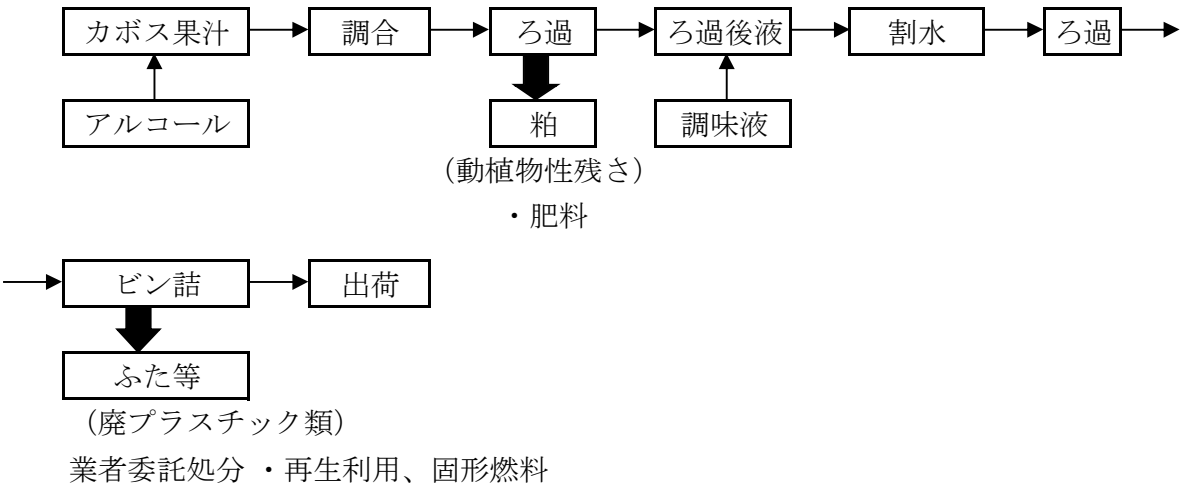 カボス果汁 調合 ろ過 ろ過後液 割水 ろ過
アルコール 粕 調味液
（動植物性残さ）
・肥料
ビン詰 出荷
ふた等
（廃プラスチック類）
業者委託処分 ・再生利用、固形燃料